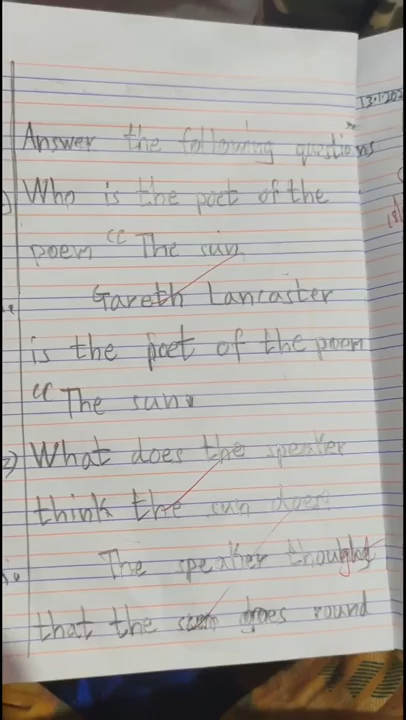 13.1.202
Answer the following questions
Who is the poet of the
poem “ The sun
Gareth Lancaster
is the poet of the poem
“ The sun.
2) What does the speaker
think the sun does?
The speaker thought
that the sun goes round